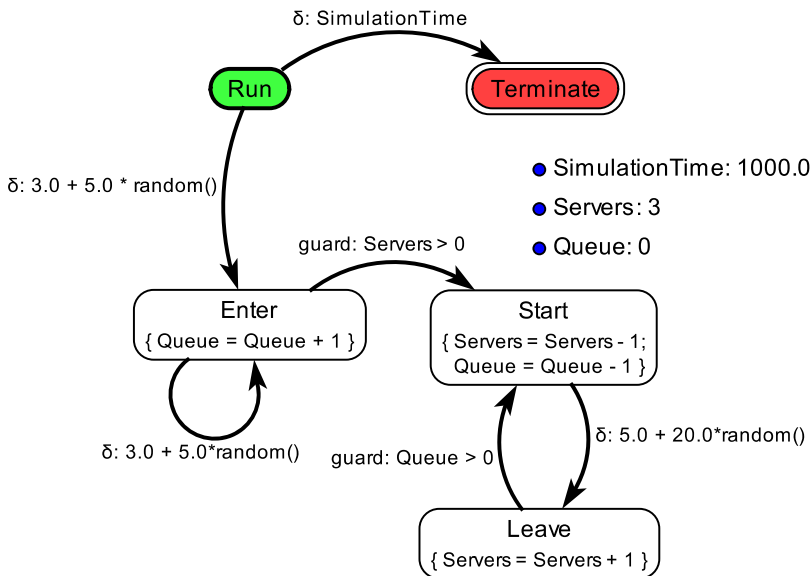 δ: SimulationTime
Run
Terminate
δ: 3.0 + 5.0 * random()
SimulationTime: 1000.0
Servers: 3
Queue: 0
guard: Servers > 0
Enter
{ Queue = Queue + 1 }
Start
{ Servers = Servers - 1;
Queue = Queue - 1 }
δ: 3.0 + 5.0*random()
guard: Queue > 0
δ: 5.0 + 20.0*random()
Leave
{ Servers = Servers + 1 }